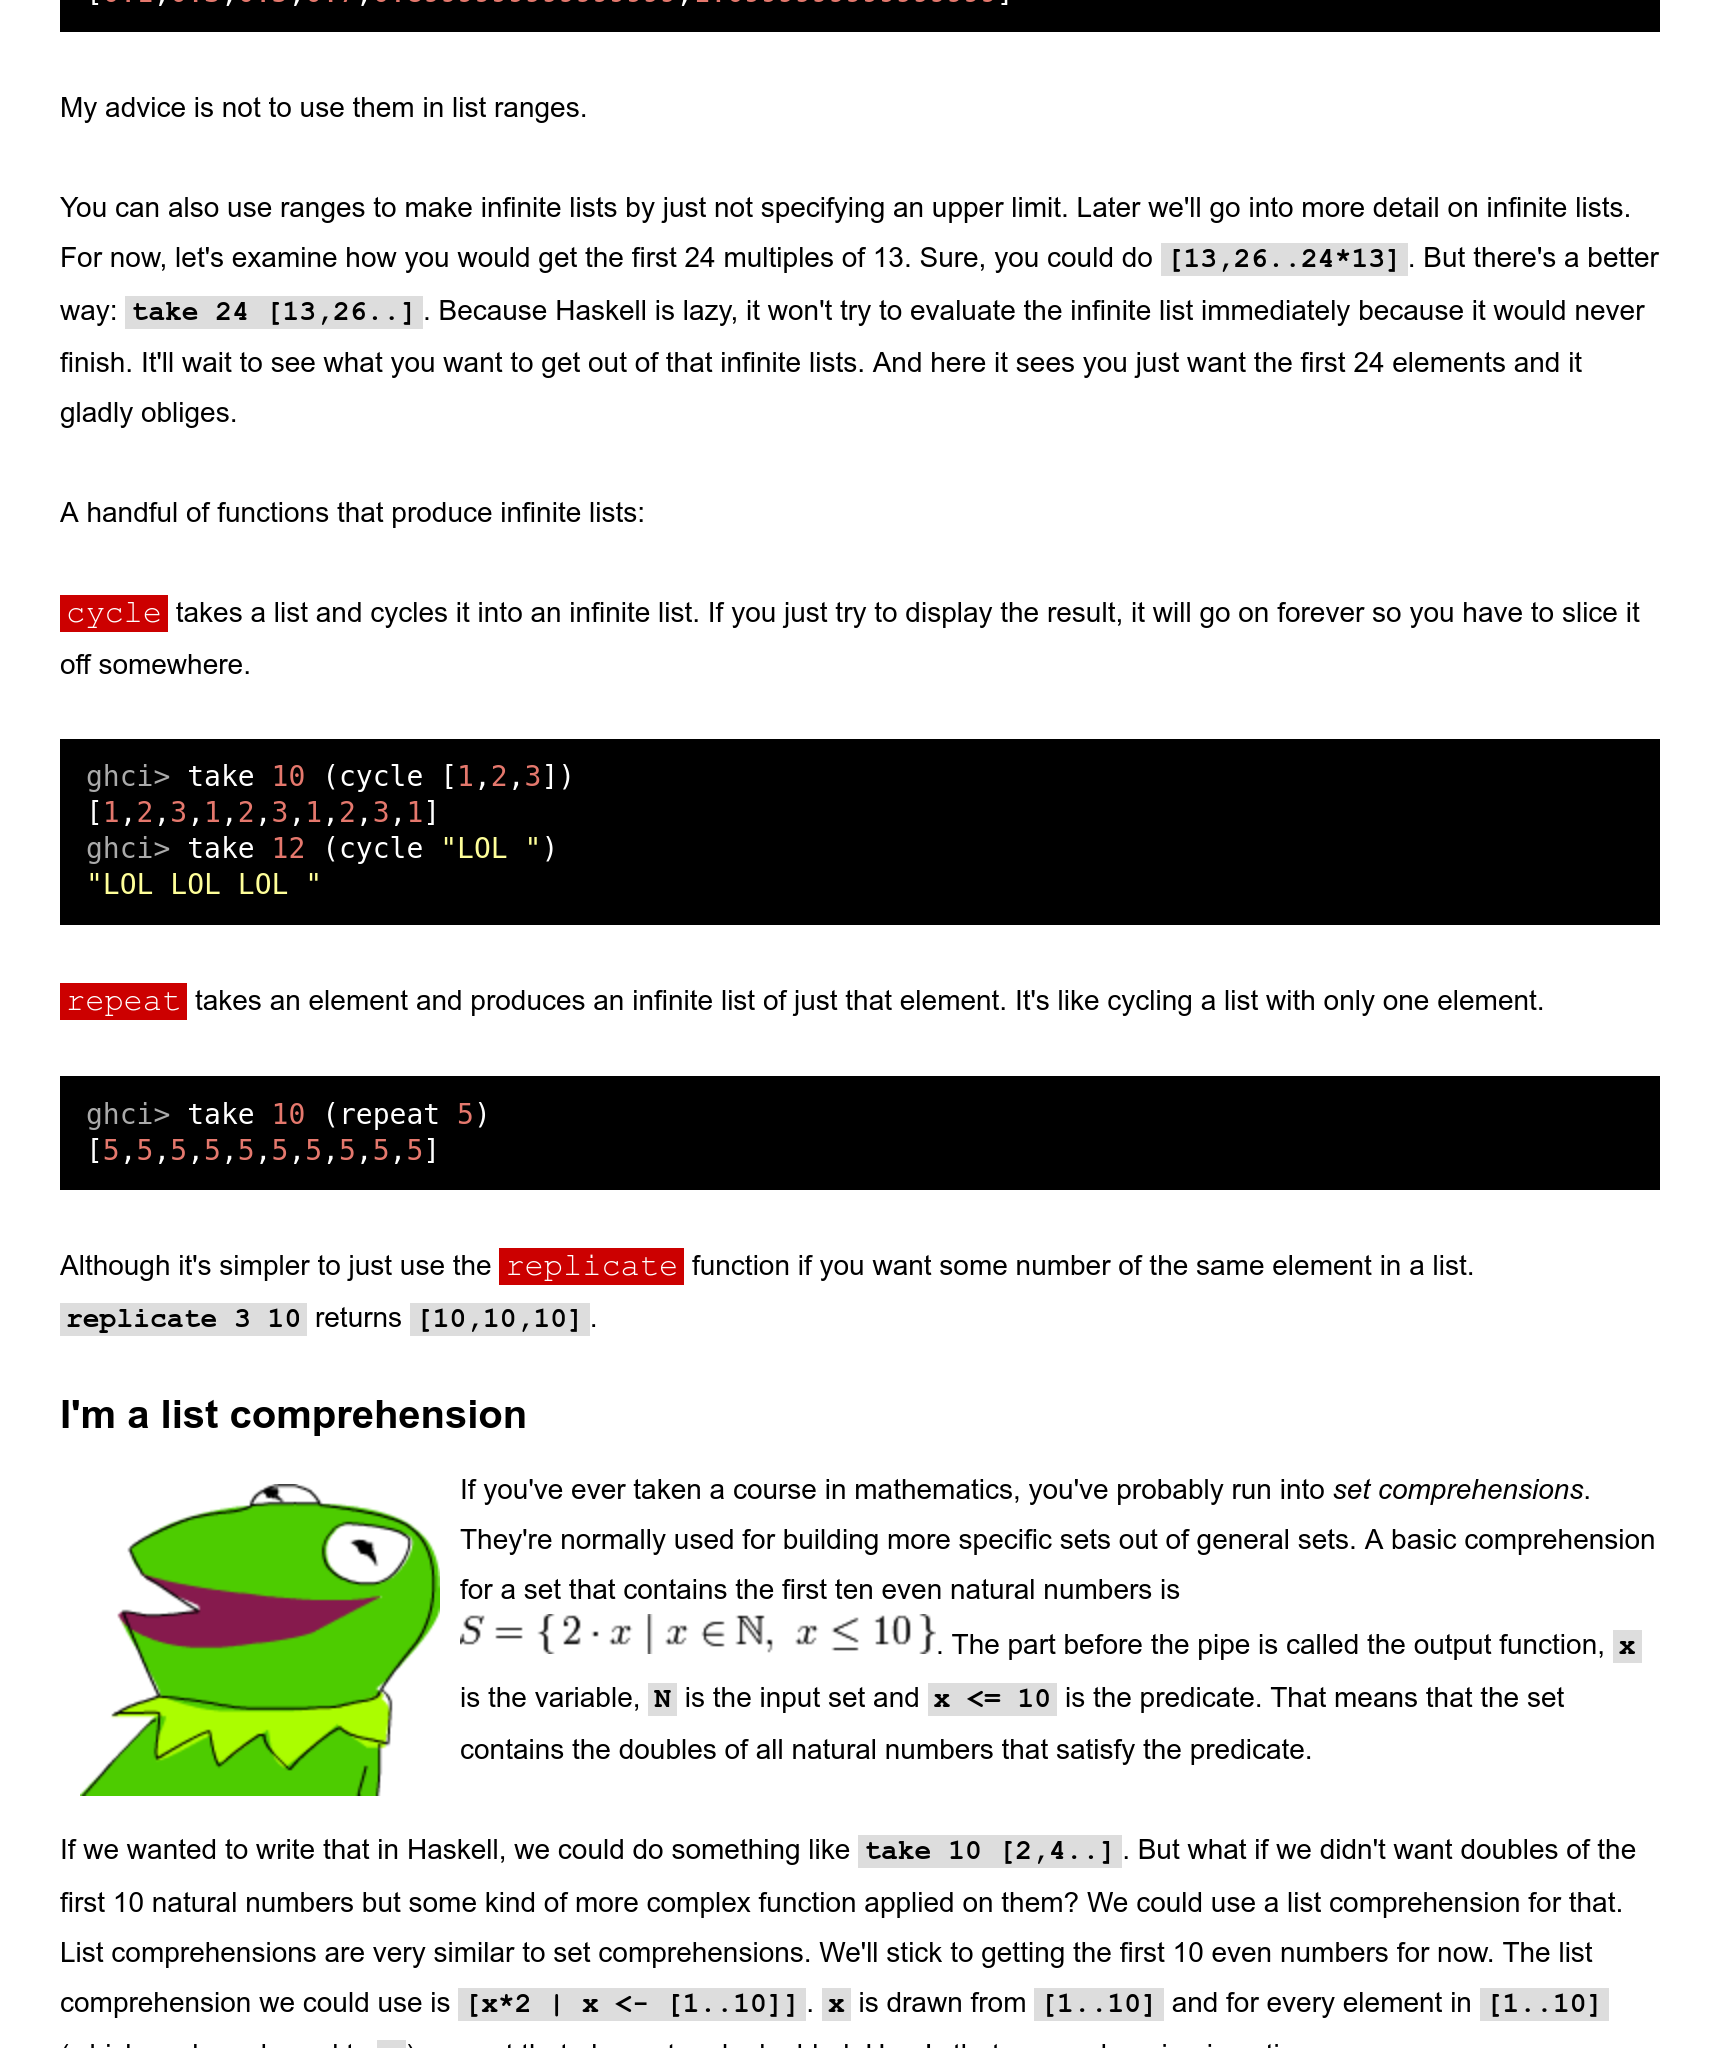 My advice is not to use them in list ranges.
You can also use ranges to make infinite lists by just not specifying an upper limit. Later we'll go into more detail on infinite lists.
For now, let's examine how you would get the first 24 multiples of 13. Sure, you could do [13,26..24*13]. But there's a better
way: take 24 [13,26..]. Because Haskell is lazy, it won't try to evaluate the infinite list immediately because it would never
finish. It'll wait to see what you want to get out of that infinite lists. And here it sees you just want the first 24 elements and it
gladly obliges.
A handful of functions that produce infinite lists:
cycle takes a list and cycles it into an infinite list. If you just try to display the result, it will go on forever so you have to slice it
off somewhere.
ghci> take 10 (cycle [1,2,3])
[1,2,3,1,2,3,1,2,3,1]
ghci> take 12 (cycle "LOL ")
"LOL LOL LOL "
repeat takes an element and produces an infinite list of just that element. It's like cycling a list with only one element.
ghci> take 10 (repeat 5)
[5,5,5,5,5,5,5,5,5,5]
Although it's simpler to just use the replicate function if you want some number of the same element in a list.
replicate 3 10 returns [10,10,10].
I'm a list comprehension
If you've ever taken a course in mathematics, you've probably run into set comprehensions.
They're normally used for building more specific sets out of general sets. A basic comprehension
for a set that contains the first ten even natural numbers is
S = { 2 · x | x ∈ ℕ, x ≤ 10 }. The part before the pipe is called the output function, x
is the variable, N is the input set and x <= 10 is the predicate. That means that the set
contains the doubles of all natural numbers that satisfy the predicate.
If we wanted to write that in Haskell, we could do something like take 10 [2,4..]. But what if we didn't want doubles of the
first 10 natural numbers but some kind of more complex function applied on them? We could use a list comprehension for that.
List comprehensions are very similar to set comprehensions. We'll stick to getting the first 10 even numbers for now. The list
comprehension we could use is [x*2 | x <- [1..10]]. x is drawn from [1..10] and for every element in [1..10]